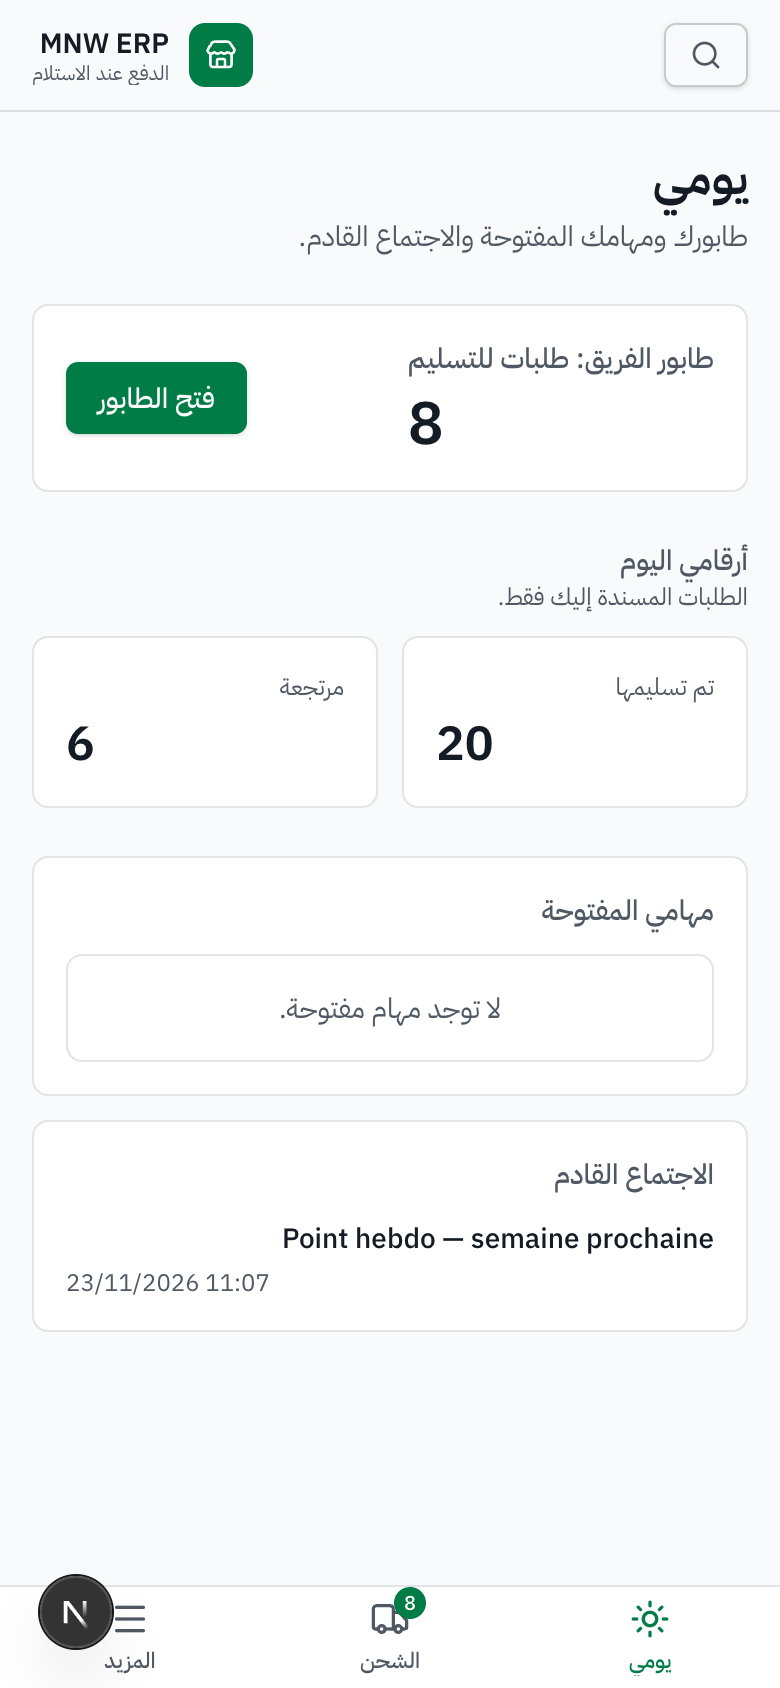 MNW ERP
الدفع عند الاستلام
يومي
طابورك ومهامك المفتوحة والاجتماع القادم.
طابور الفريق: طلبات للتسليم
8
فتح الطابور
أرقامي اليوم
الطلبات المسندة إليك فقط.
تم تسليمها
20
مرتجعة
6
مهامي المفتوحة
لا توجد مهام مفتوحة.
الاجتماع القادم
Point hebdo — semaine prochaine
23/11/2026 11:07
يومي
8
الشحن
المزيد
N